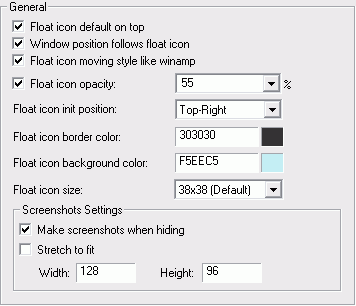 General
Float icon default on top
Window position follows float icon
Float icon moving style like winamp
Float icon opacity: 55 %
Float icon init position: Top-Right
Float icon border color: 303030
Float icon background color: F5EEC5
Float icon size: 38x38 (Default)
Screenshots Settings
Make screenshots when hiding
Stretch to fit
Width: 128 Height: 96